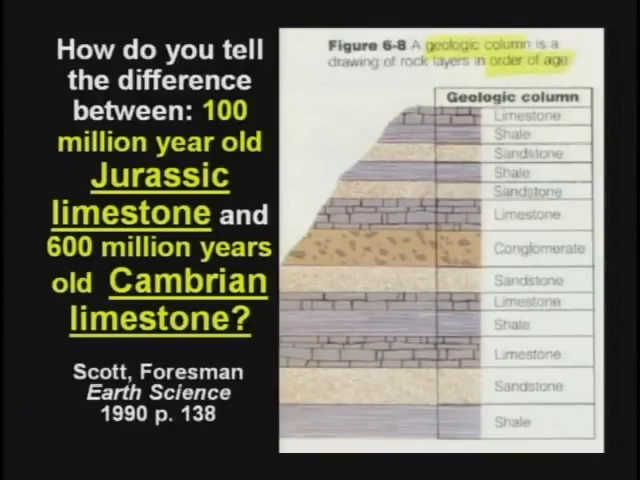 How do you tell
the difference
between: 100
million year old
Jurassic
limestone and
600 million years
old Cambrian
limestone?
Scott, Foresman
Earth Science
1990 p. 138
Figure 6-8 A geologic column is a
drawing of rock layers in order of age.
Geologic column
Limestone
Shale
Sandstone
Shale
Sandstone
Limestone
Conglomerate
Sandstone
Limestone
Shale
Limestone
Sandstone
Shale